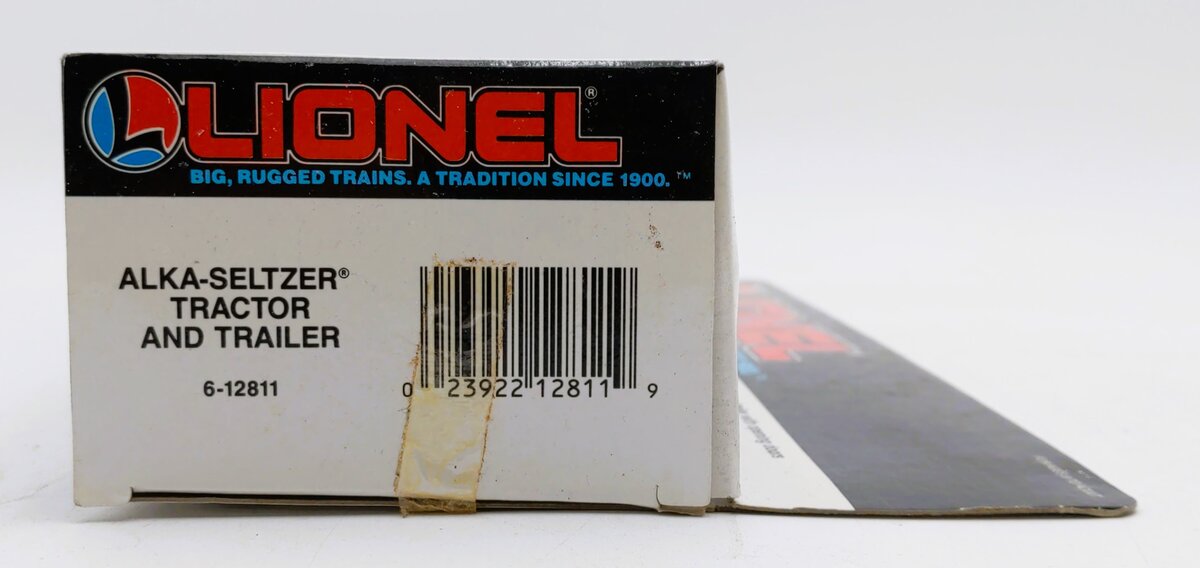 LIONEL®
BIG, RUGGED TRAINS. A TRADITION SINCE 1900.™
ALKA-SELTZER®
TRACTOR
AND TRAILER
6-12811
0 23922 12811 9